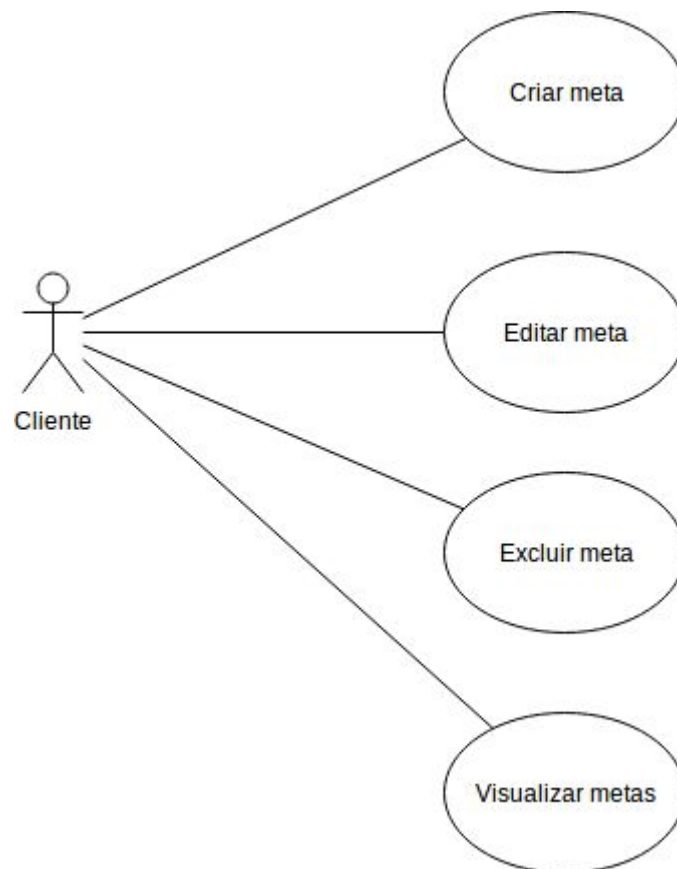 Criar meta
Editar meta
Cliente
Excluir meta
Visualizar metas